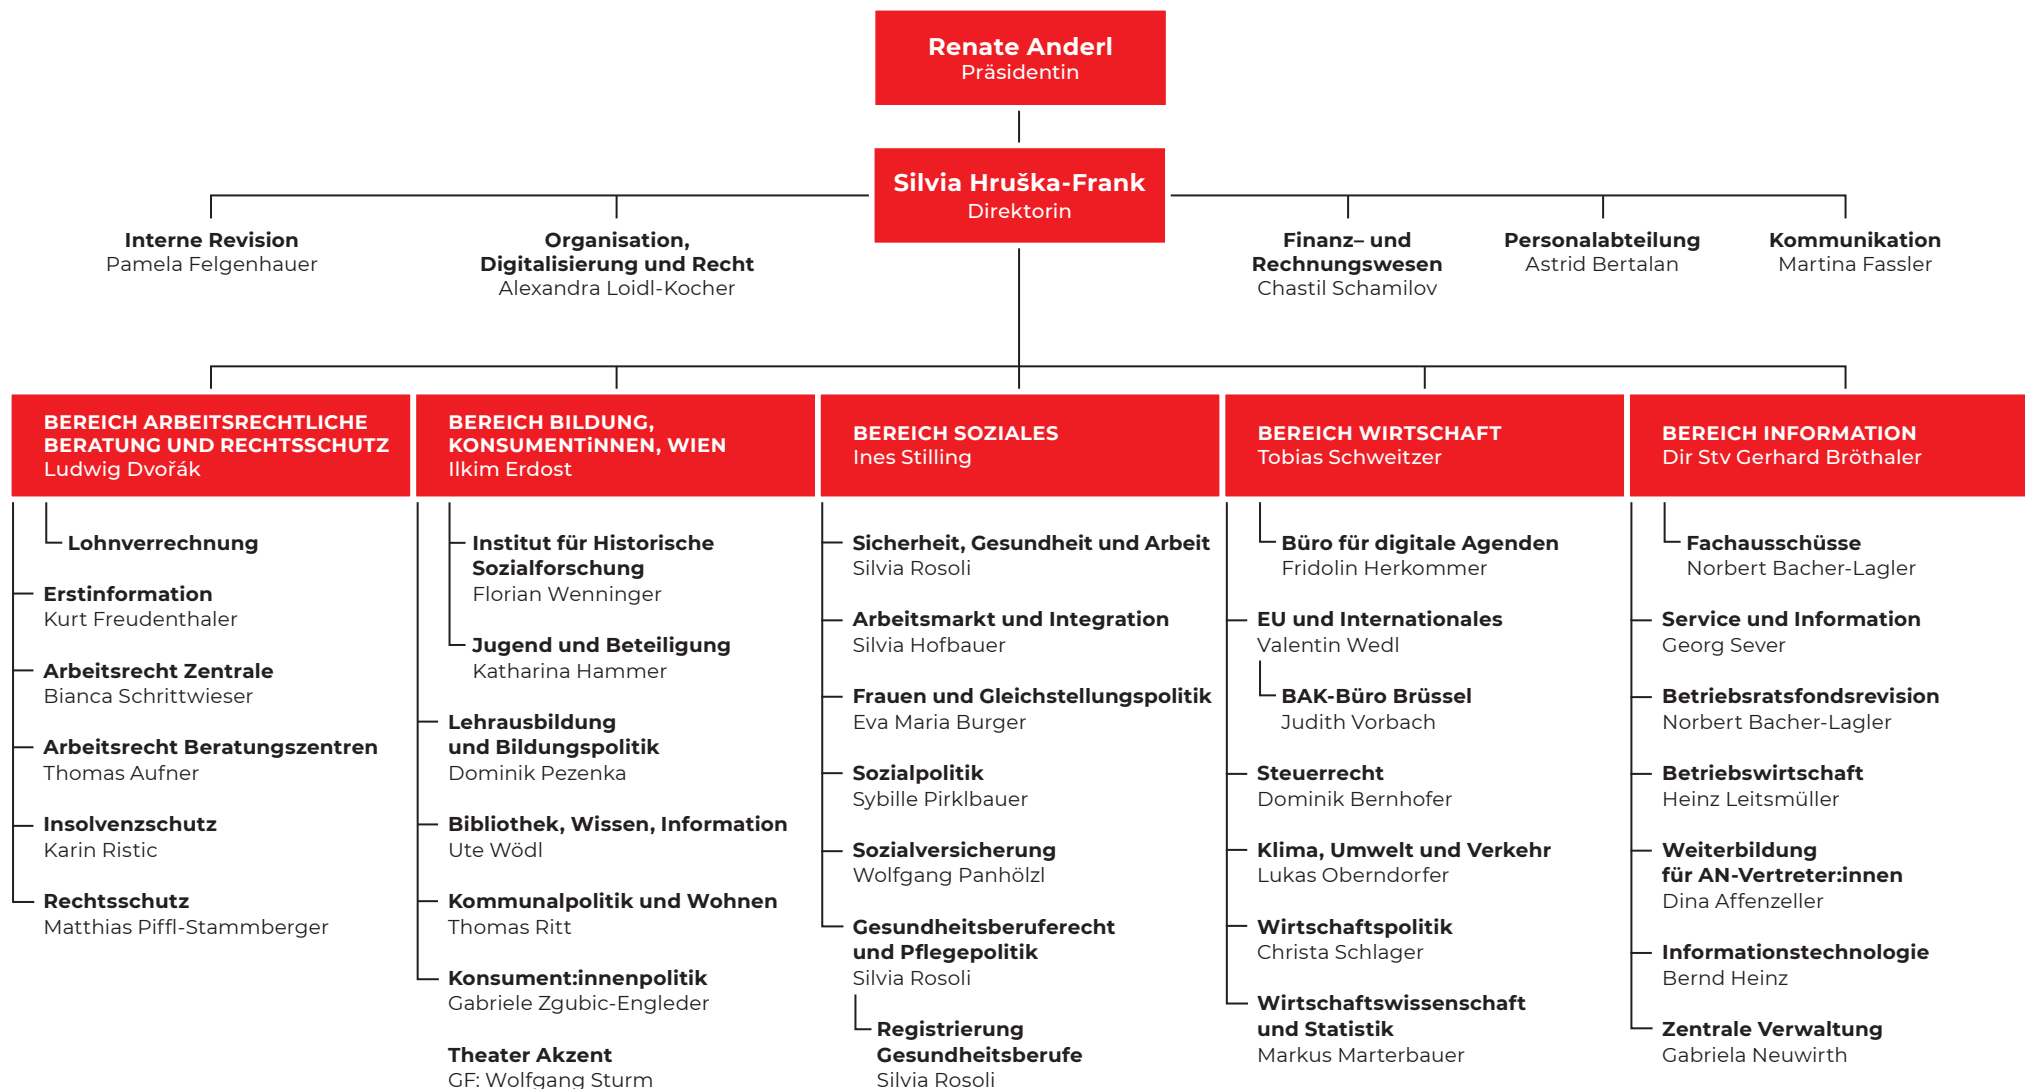 Renate Anderl
Präsidentin
Silvia Hruška-Frank
Direktorin
Interne Revision
Pamela Felgenhauer
Organisation,
Digitalisierung und Recht
Alexandra Loidl-Kocher
Finanz– und
Rechnungswesen
Chastil Schamilov
Personalabteilung
Astrid Bertalan
Kommunikation
Martina Fassler
BEREICH ARBEITSRECHTLICHE
BERATUNG UND RECHTSSCHUTZ
Ludwig Dvořák
Lohnverrechnung
Erstinformation
Kurt Freudenthaler
Arbeitsrecht Zentrale
Bianca Schrittwieser
Arbeitsrecht Beratungszentren
Thomas Aufner
Insolvenzschutz
Karin Ristic
Rechtsschutz
Matthias Piffl-Stammberger
BEREICH BILDUNG,
KONSUMENTiNNEN, WIEN
Ilkim Erdost
Institut für Historische
Sozialforschung
Florian Wenninger
Jugend und Beteiligung
Katharina Hammer
Lehrausbildung
und Bildungspolitik
Dominik Pezenka
Bibliothek, Wissen, Information
Ute Wödl
Kommunalpolitik und Wohnen
Thomas Ritt
Konsument:innenpolitik
Gabriele Zgubic-Engleder
Theater Akzent
GF: Wolfgang Sturm
BEREICH SOZIALES
Ines Stilling
Sicherheit, Gesundheit und Arbeit
Silvia Rosoli
Arbeitsmarkt und Integration
Silvia Hofbauer
Frauen und Gleichstellungspolitik
Eva Maria Burger
Sozialpolitik
Sybille Pirklbauer
Sozialversicherung
Wolfgang Panhölzl
Gesundheitsberuferecht
und Pflegepolitik
Silvia Rosoli
Registrierung
Gesundheitsberufe
Silvia Rosoli
BEREICH WIRTSCHAFT
Tobias Schweitzer
Büro für digitale Agenden
Fridolin Herkommer
EU und Internationales
Valentin Wedl
BAK-Büro Brüssel
Judith Vorbach
Steuerrecht
Dominik Bernhofer
Klima, Umwelt und Verkehr
Lukas Oberndorfer
Wirtschaftspolitik
Christa Schlager
Wirtschaftswissenschaft
und Statistik
Markus Marterbauer
BEREICH INFORMATION
Dir Stv Gerhard Bröthaler
Fachausschüsse
Norbert Bacher-Lagler
Service und Information
Georg Sever
Betriebsratsfondsrevision
Norbert Bacher-Lagler
Betriebswirtschaft
Heinz Leitsmüller
Weiterbildung
für AN-Vertreter:innen
Dina Affenzeller
Informationstechnologie
Bernd Heinz
Zentrale Verwaltung
Gabriela Neuwirth